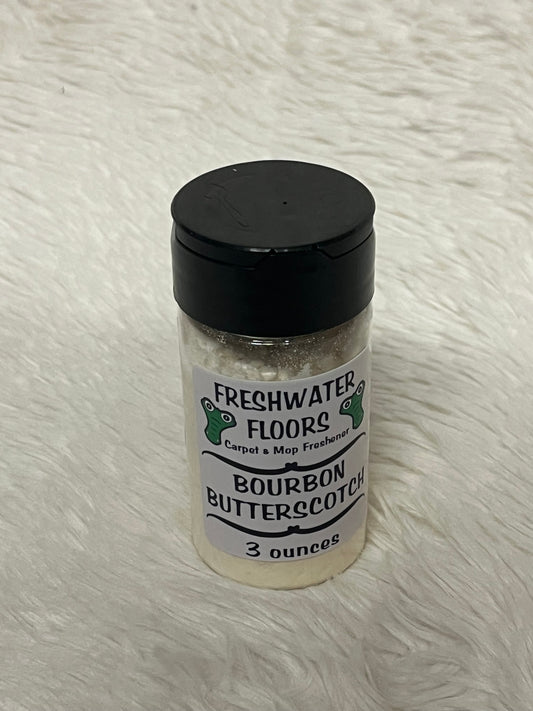 FRESHWATER
FLOORS
Carpet & Mop Freshener
BOURBON
BUTTERSCOTCH
3 ounces